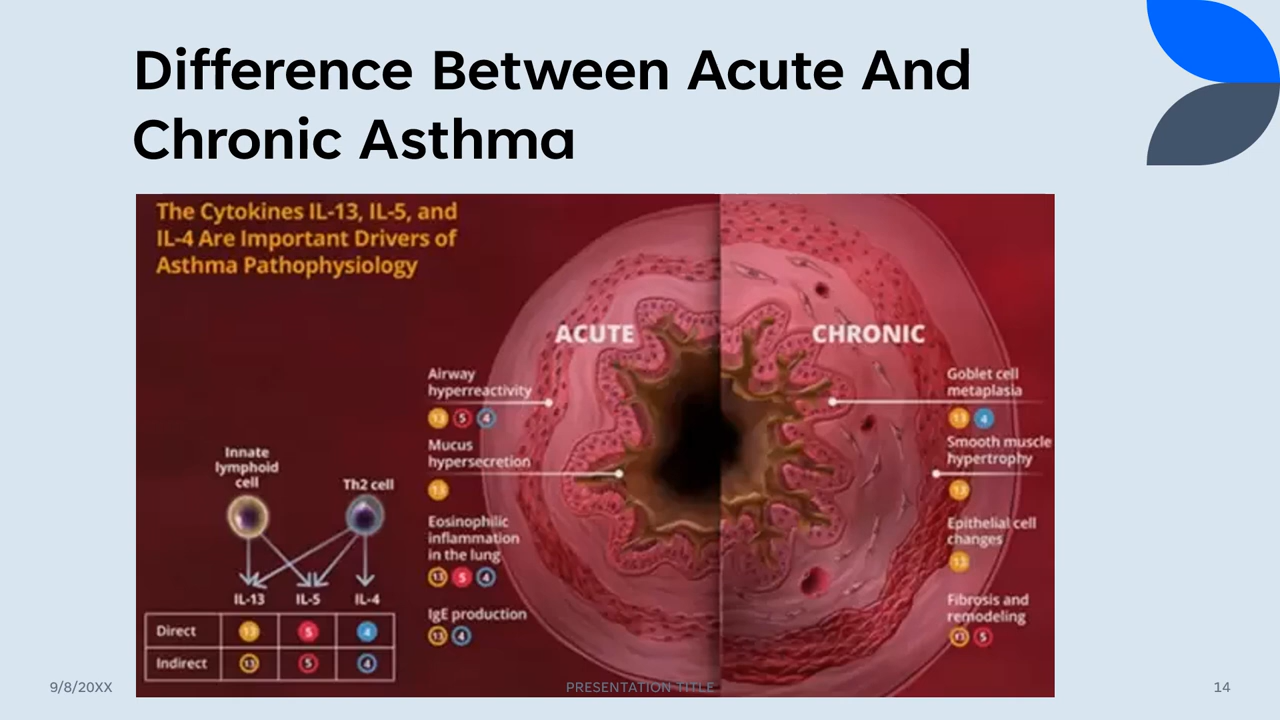 Difference Between Acute And
Chronic Asthma
The Cytokines IL-13, IL-5, and
IL-4 Are Important Drivers of
Asthma Pathophysiology
ACUTE
CHRONIC
Airway
hyperreactivity
13 5 4
Mucus
hypersecretion
13
Eosinophilic
inflammation
in the lung
13 5 4
IgE production
13 4
Goblet cell
metaplasia
13 4
Smooth muscle
hypertrophy
13
Epithelial cell
changes
13
Fibrosis and
remodeling
13 5
Innate
lymphoid
cell
Th2 cell
IL-13 IL-5 IL-4
Direct 13 5 4
Indirect 13 5 4
9/8/20XX
PRESENTATION TITLE
14